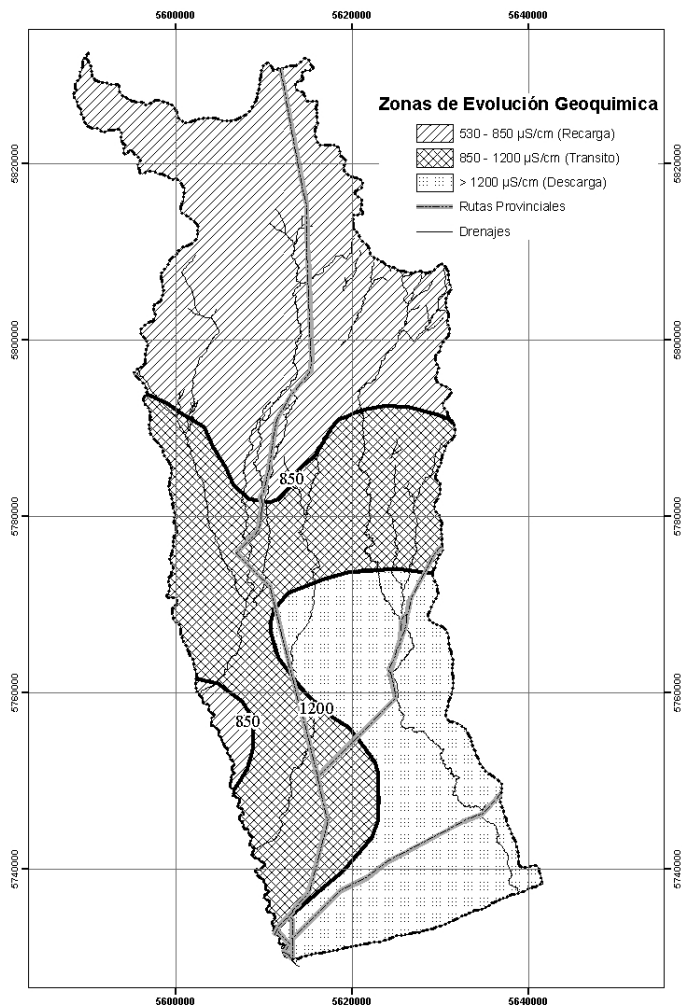 5600000 5620000 5640000
Zonas de Evolución Geoquimica
530 - 850 µS/cm (Recarga)
850 - 1200 µS/cm (Transito)
> 1200 µS/cm (Descarga)
Rutas Provinciales
Drenajes
5820000 5820000
5800000 5800000
850
5780000 5780000
5760000 5760000
1200
850
5740000 5740000
5600000 5620000 5640000